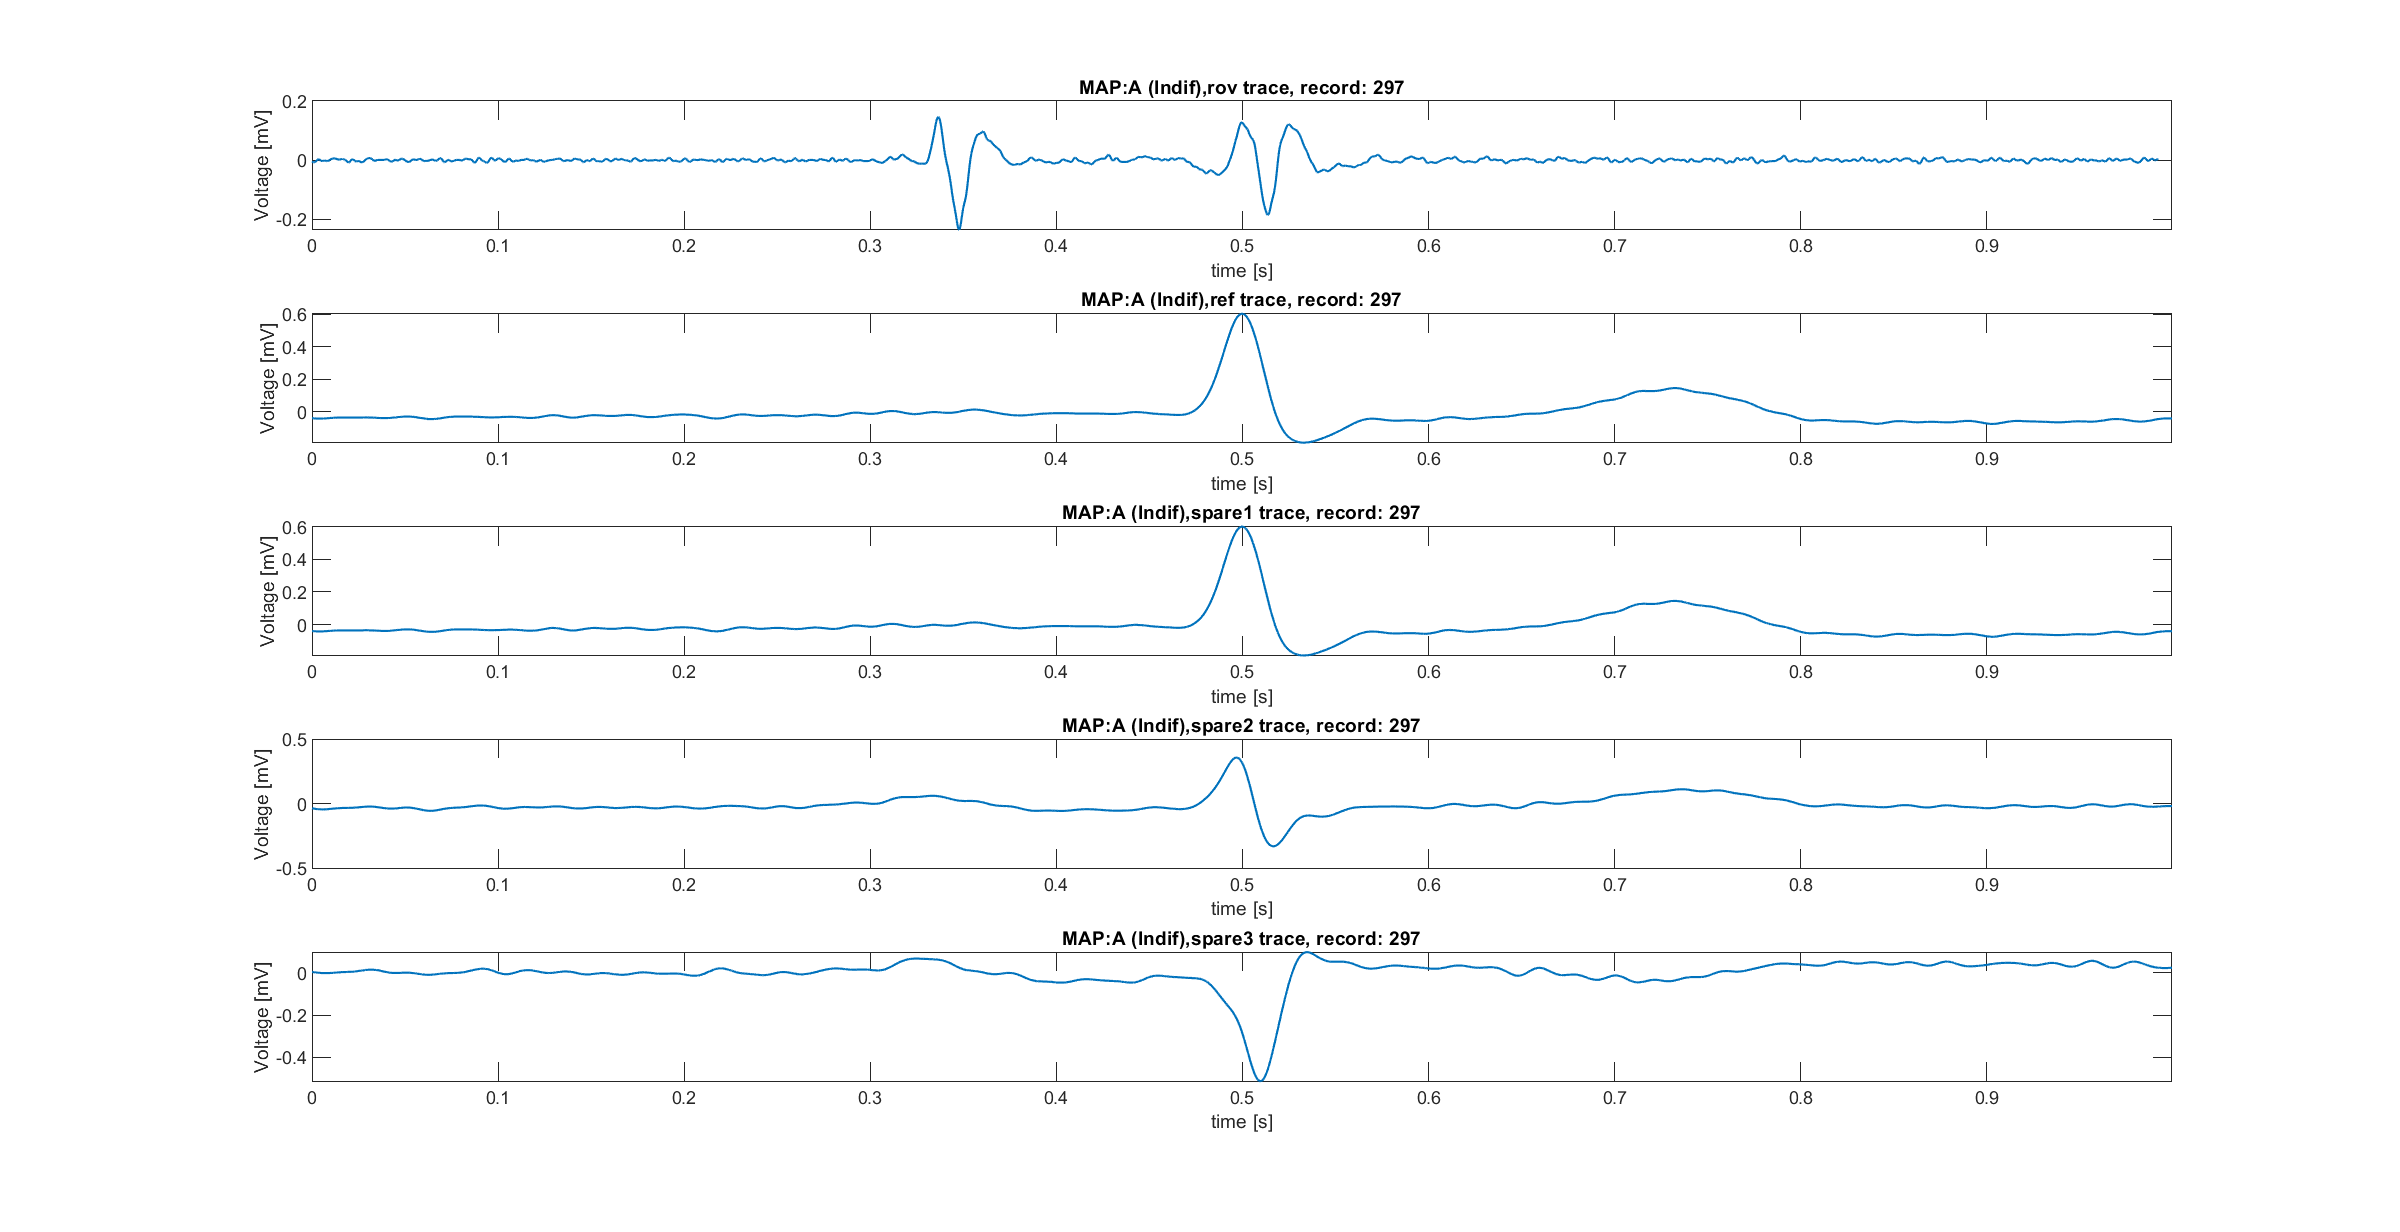 MAP:A (Indif),rov trace, record: 297
Voltage [mV]
0.2
0
-0.2
0 0.1 0.2 0.3 0.4 0.5 0.6 0.7 0.8 0.9
time [s]
MAP:A (Indif),ref trace, record: 297
Voltage [mV]
0.6
0.4
0.2
0
0 0.1 0.2 0.3 0.4 0.5 0.6 0.7 0.8 0.9
time [s]
MAP:A (Indif),spare1 trace, record: 297
Voltage [mV]
0.6
0.4
0.2
0
0 0.1 0.2 0.3 0.4 0.5 0.6 0.7 0.8 0.9
time [s]
MAP:A (Indif),spare2 trace, record: 297
Voltage [mV]
0.5
0
-0.5
0 0.1 0.2 0.3 0.4 0.5 0.6 0.7 0.8 0.9
time [s]
MAP:A (Indif),spare3 trace, record: 297
Voltage [mV]
0
-0.2
-0.4
0 0.1 0.2 0.3 0.4 0.5 0.6 0.7 0.8 0.9
time [s]